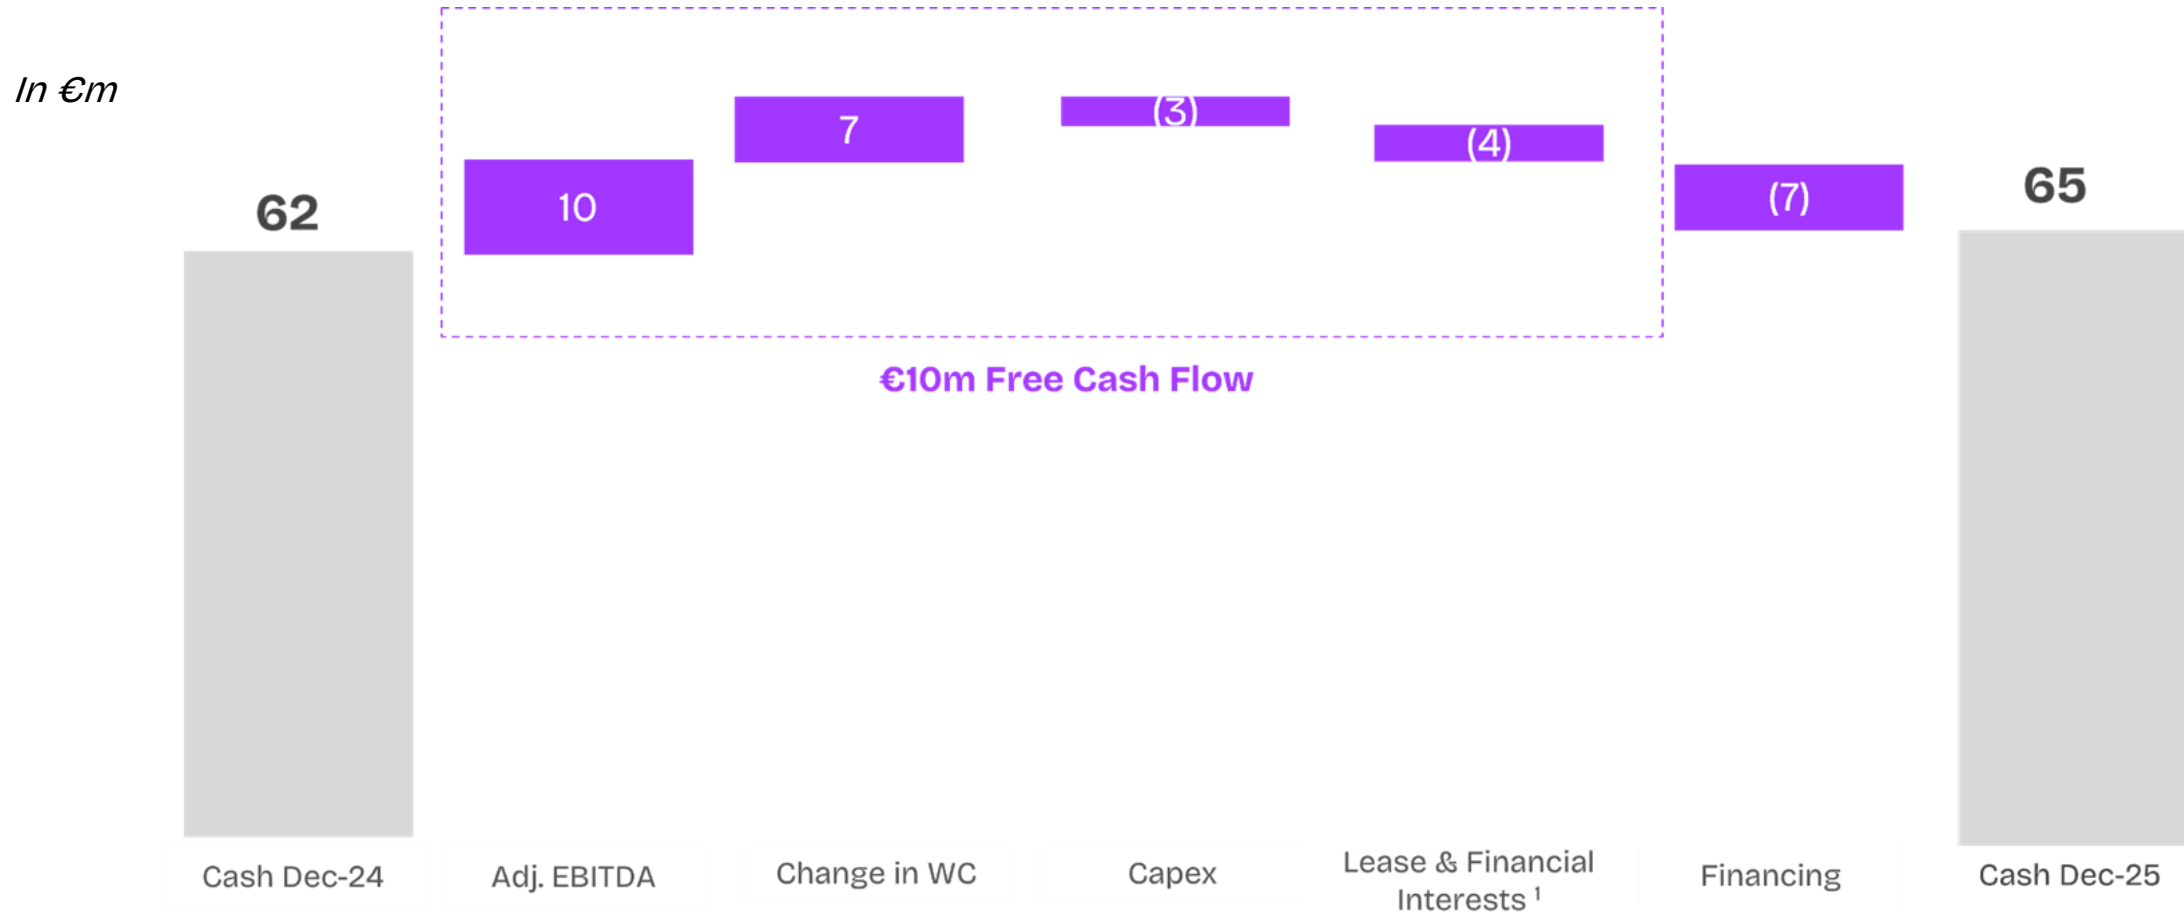 In €m
62
10
7
(3)
(4)
(7)
65
€10m Free Cash Flow
Cash Dec-24
Adj. EBITDA
Change in WC
Capex
Lease & Financial
Interests ¹
Financing
Cash Dec-25